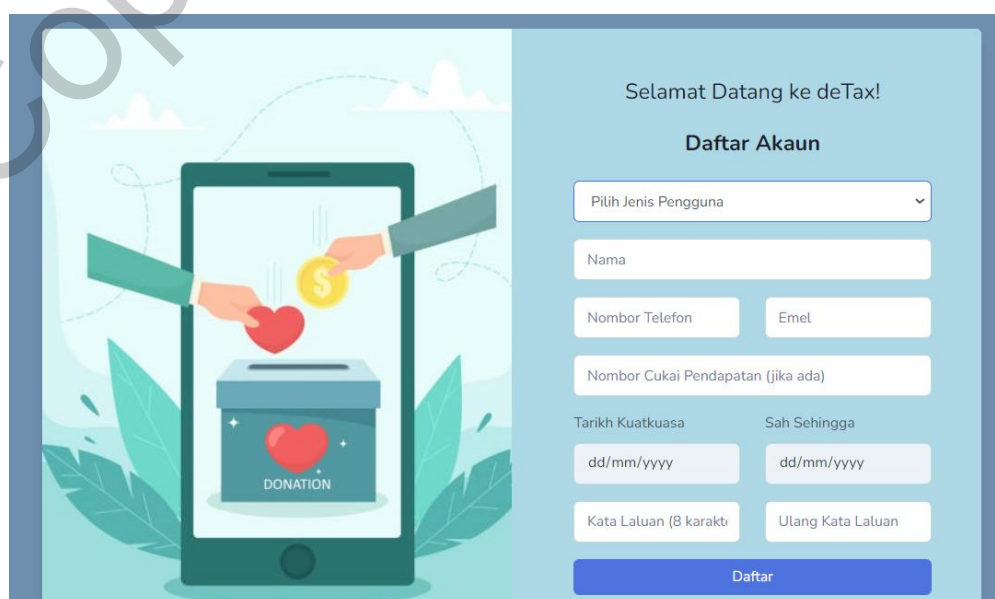 Selamat Datang ke deTax!
Daftar Akaun
Pilih Jenis Pengguna
Nama
Nombor Telefon
Emel
Nombor Cukai Pendapatan (jika ada)
Tarikh Kuatkuasa
Sah Sehingga
dd/mm/yyyy
dd/mm/yyyy
Kata Laluan (8 
Ulang Kata Laluan
Daftar
$
DONATION
Cop